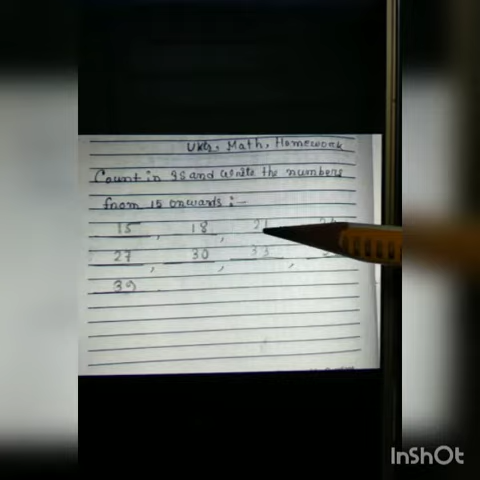 UKG, Math, Homework
Count in 3s and write the numbers
from 15 onwards :-
15, 18, 21
27, 30, 33,
39
InShOt